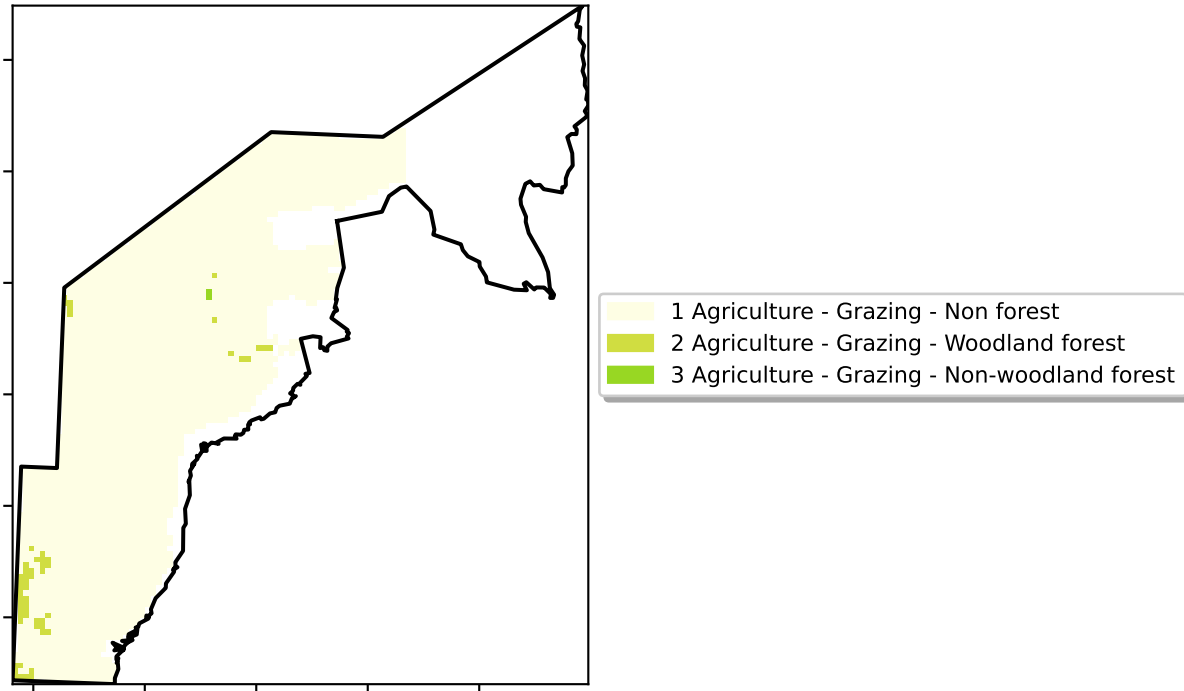 1 Agriculture - Grazing - Non forest
2 Agriculture - Grazing - Woodland forest
3 Agriculture - Grazing - Non-woodland forest